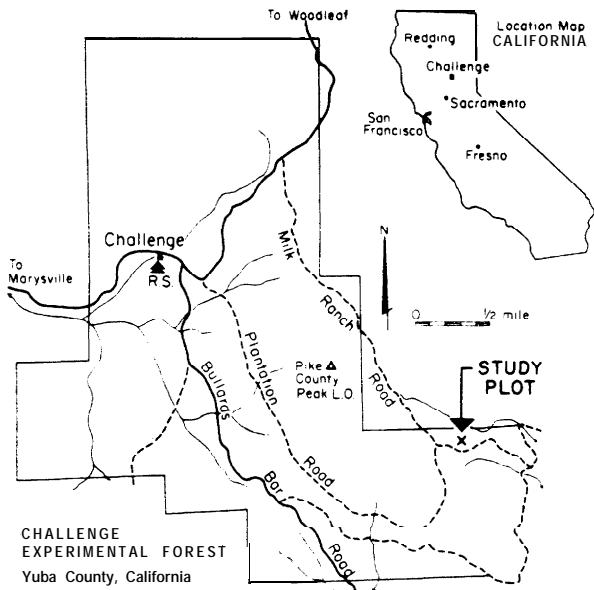 To Woodleaf
Location Map
CALIFORNIA
Redding
Challenge
Sacramento
San
Francisco
Fresno
Challenge
To
Marysville
R.S.
N
Milk
Ranch
Road
0 1/2 mile
Plantation
Road
Pike
County
Peak L.O.
STUDY
PLOT
Bullards
Bar
Road
X
CHALLENGE
EXPERIMENTAL FOREST
Yuba County, California